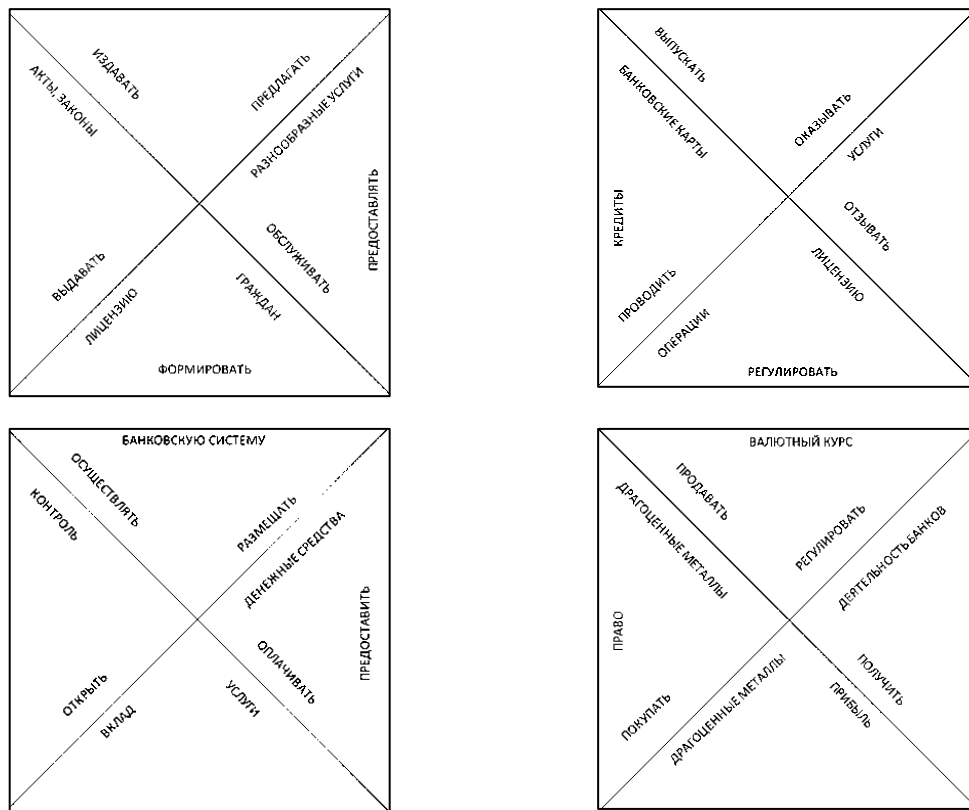 ИЗДАВАТЬ
АКТЫ, ЗАКОНЫ
ПРЕДЛАГАТЬ
РАЗНООБРАЗНЫЕ УСЛУГИ
ПРЕДОСТАВЛЯТЬ
ОБСЛУЖИВАТЬ
ГРАЖДАН
ВЫДАВАТЬ
ЛИЦЕНЗИЮ
ФОРМИРОВАТЬ
ВЫПУСКАТЬ
БАНКОВСКИЕ КАРТЫ
ОКАЗЫВАТЬ
УСЛУГИ
КРЕДИТЫ
ОТЗЫВАТЬ
ЛИЦЕНЗИЮ
ПРОВОДИТЬ
ОПЕРАЦИИ
РЕГУЛИРОВАТЬ
БАНКОВСКУЮ СИСТЕМУ
ОСУЩЕСТВЛЯТЬ
КОНТРОЛЬ
РАЗМЕЩАТЬ
ДЕНЕЖНЫЕ СРЕДСТВА
ПРЕДОСТАВИТЬ
ОПЛАЧИВАТЬ
УСЛУГИ
ОТКРЫТЬ
ВКЛАД
ВАЛЮТНЫЙ КУРС
ПРОДАВАТЬ
ДРАГОЦЕННЫЕ МЕТАЛЛЫ
РЕГУЛИРОВАТЬ
ДЕЯТЕЛЬНОСТЬ БАНКОВ
ПРАВО
ПОЛУЧИТЬ
ПРИБЫЛЬ
ПОКУПАТЬ
ДРАГОЦЕННЫЕ МЕТАЛЛЫ